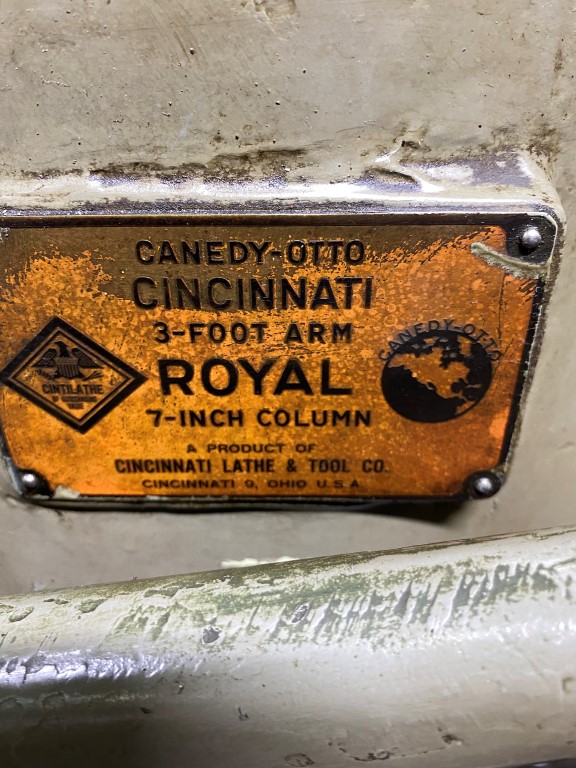 CANEDY-OTTO
CINCINNATI
3-FOOT ARM
ROYAL
7-INCH COLUMN
A PRODUCT OF
CINCINNATI LATHE & TOOL CO.
CINCINNATI 9, OHIO U.S.A.
CINTILATHE
CANEDY-OTTO